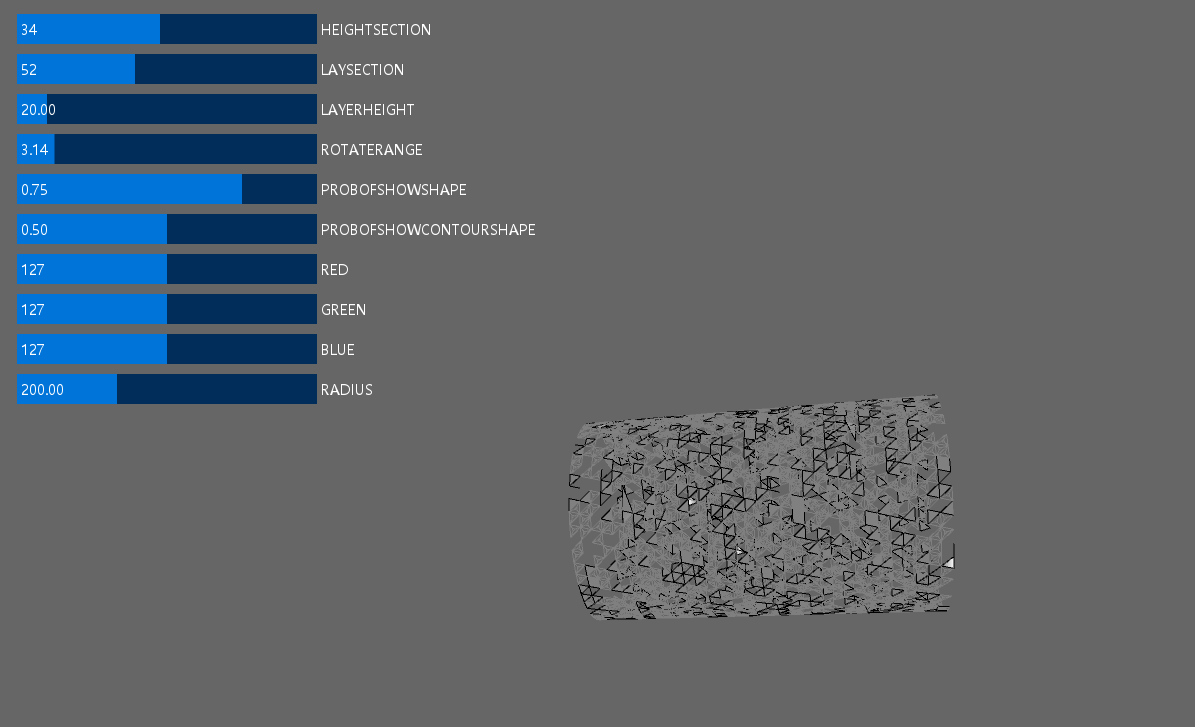 34 HEIGHTSECTION
52 LAYSECTION
20.00 LAYERHEIGHT
3.14 ROTATERANGE
0.75 PROBOFSHOWSHAPE
0.50 PROBOFSHOWCONTOURSHAPE
127 RED
127 GREEN
127 BLUE
200.00 RADIUS